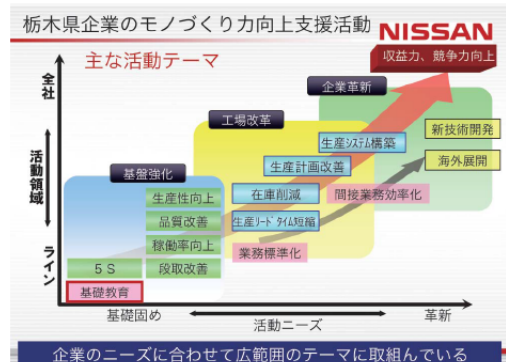 栃木県企業のモノづくり力向上支援活動
NISSAN
主な活動テーマ
収益力、競争力向上
全社
活動領域
ライン
企業革新
工場改革
基盤強化
生産システム構築
新技術開発
生産計画改善
海外展開
生産性向上
在庫削減
間接業務効率化
品質改善
生産リードタイム短縮
稼働率向上
業務標準化
5S
段取改善
基礎教育
基礎固め
活動ニーズ
革新
企業のニーズに合わせて広範囲のテーマに取組んでいる